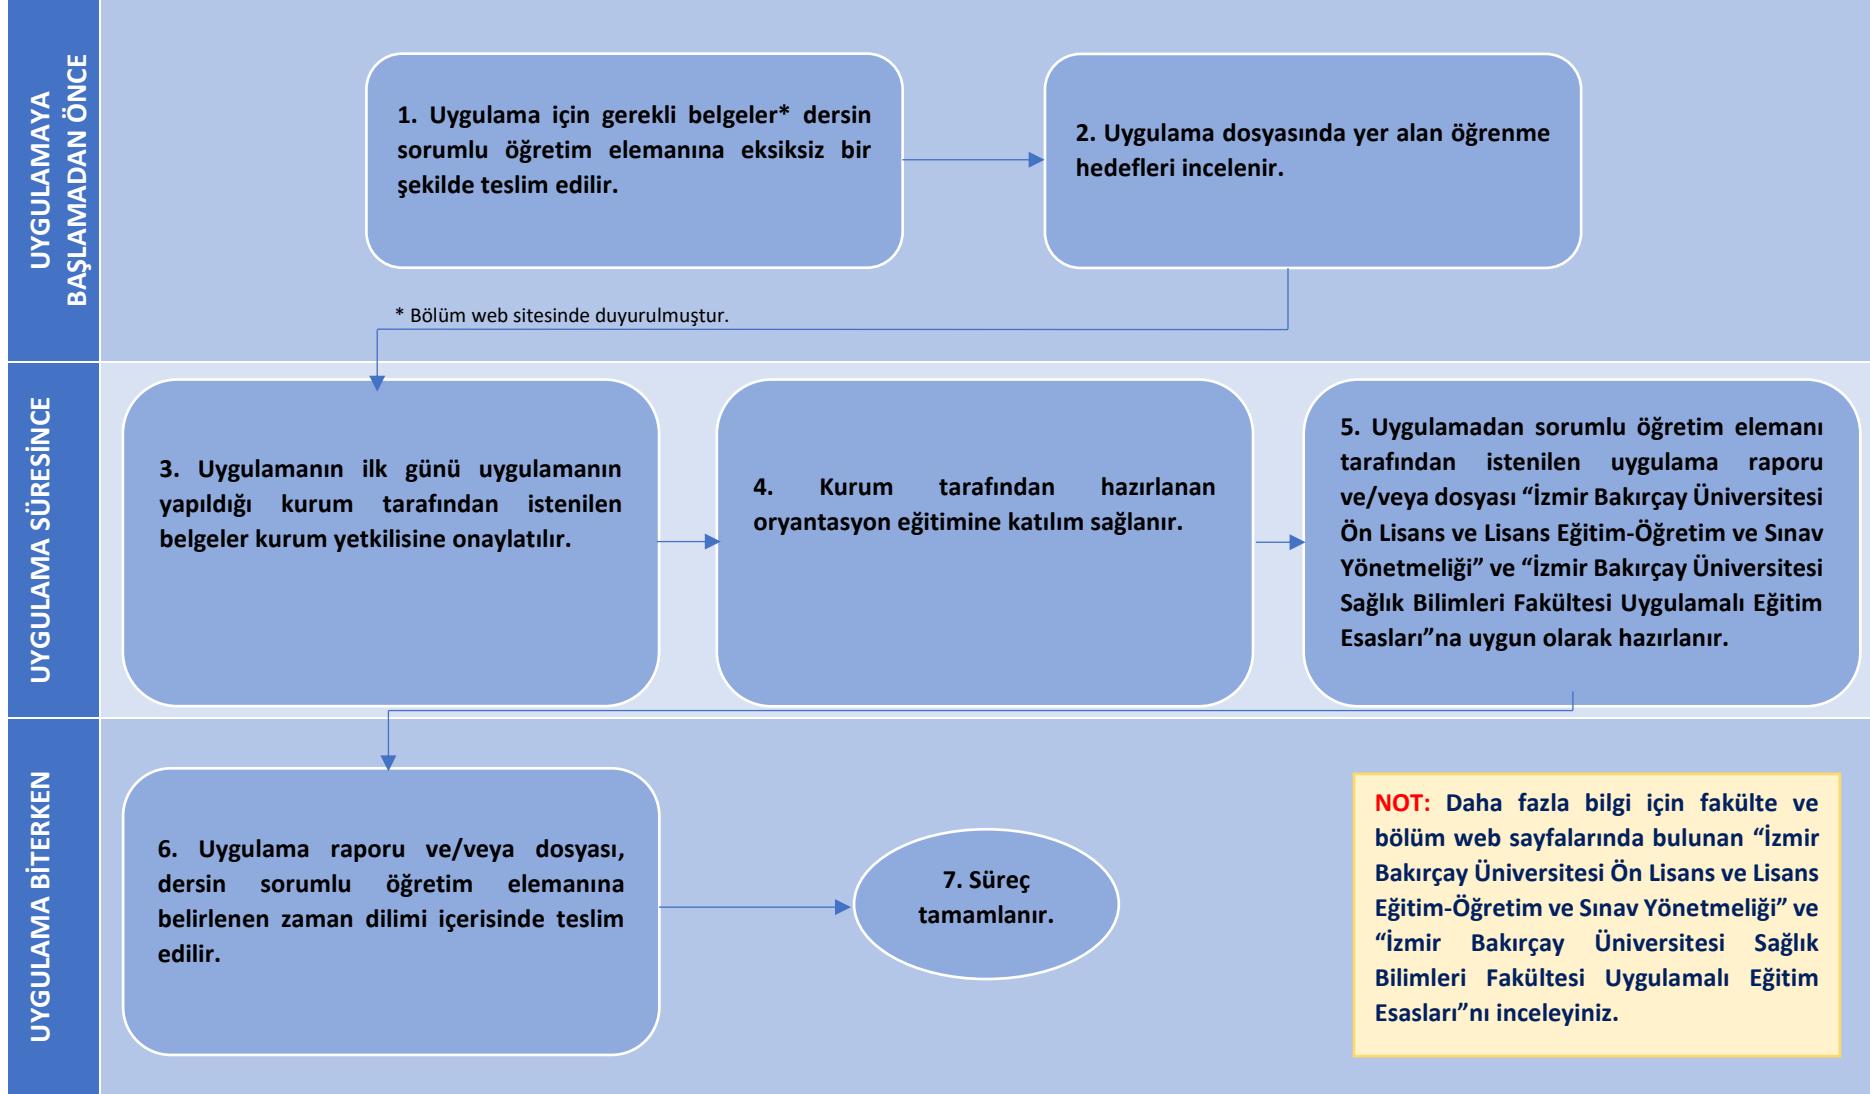 UYGULAMAYA
BAŞLAMADAN ÖNCE
1. Uygulama için gerekli belgeler* dersin
sorumlu öğretim elemanına eksiksiz bir
şekilde teslim edilir.
2. Uygulama dosyasında yer alan öğrenme
hedefleri incelenir.
* Bölüm web sitesinde duyurulmuştur.
UYGULAMA SÜRESİNCE
3. Uygulamanın ilk günü uygulamanın
yapıldığı kurum tarafından istenilen
belgeler kurum yetkilisine onaylatılır.
4. Kurum tarafından hazırlanan
oryantasyon eğitimine katılım sağlanır.
5. Uygulamadan sorumlu öğretim elemanı
tarafından istenilen uygulama raporu
ve/veya dosyası “İzmir Bakırçay Üniversitesi
Ön Lisans ve Lisans Eğitim-Öğretim ve Sınav
Yönetmeliği” ve “İzmir Bakırçay Üniversitesi
Sağlık Bilimleri Fakültesi Uygulamalı Eğitim
Esasları”na uygun olarak hazırlanır.
UYGULAMA BİTERKEN
6. Uygulama raporu ve/veya dosyası,
dersin sorumlu öğretim elemanına
belirlenen zaman dilimi içerisinde teslim
edilir.
7. Süreç
tamamlanır.
NOT: Daha fazla bilgi için fakülte ve
bölüm web sayfalarında bulunan “İzmir
Bakırçay Üniversitesi Ön Lisans ve Lisans
Eğitim-Öğretim ve Sınav Yönetmeliği” ve
“İzmir Bakırçay Üniversitesi Sağlık
Bilimleri Fakültesi Uygulamalı Eğitim
Esasları”nı inceleyiniz.